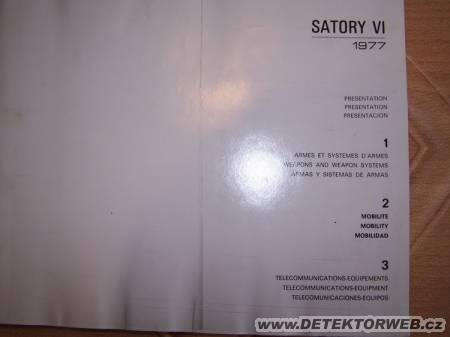 SATORY VI
1977
PRESENTATION
PRESENTATION
PRESENTACION
1
ARMES ET SYSTEMES D'ARMES
WEAPONS AND WEAPON SYSTEMS
ARMAS Y SISTEMAS DE ARMAS
2
MOBILITE
MOBILITY
MOBILIDAD
3
TELECOMMUNICATIONS-EQUIPEMENTS
TELECOMMUNICATIONS-EQUIPMENT
TELECOMUNICACIONES-EQUIPOS
WWW.DETEKTORWEB.cz